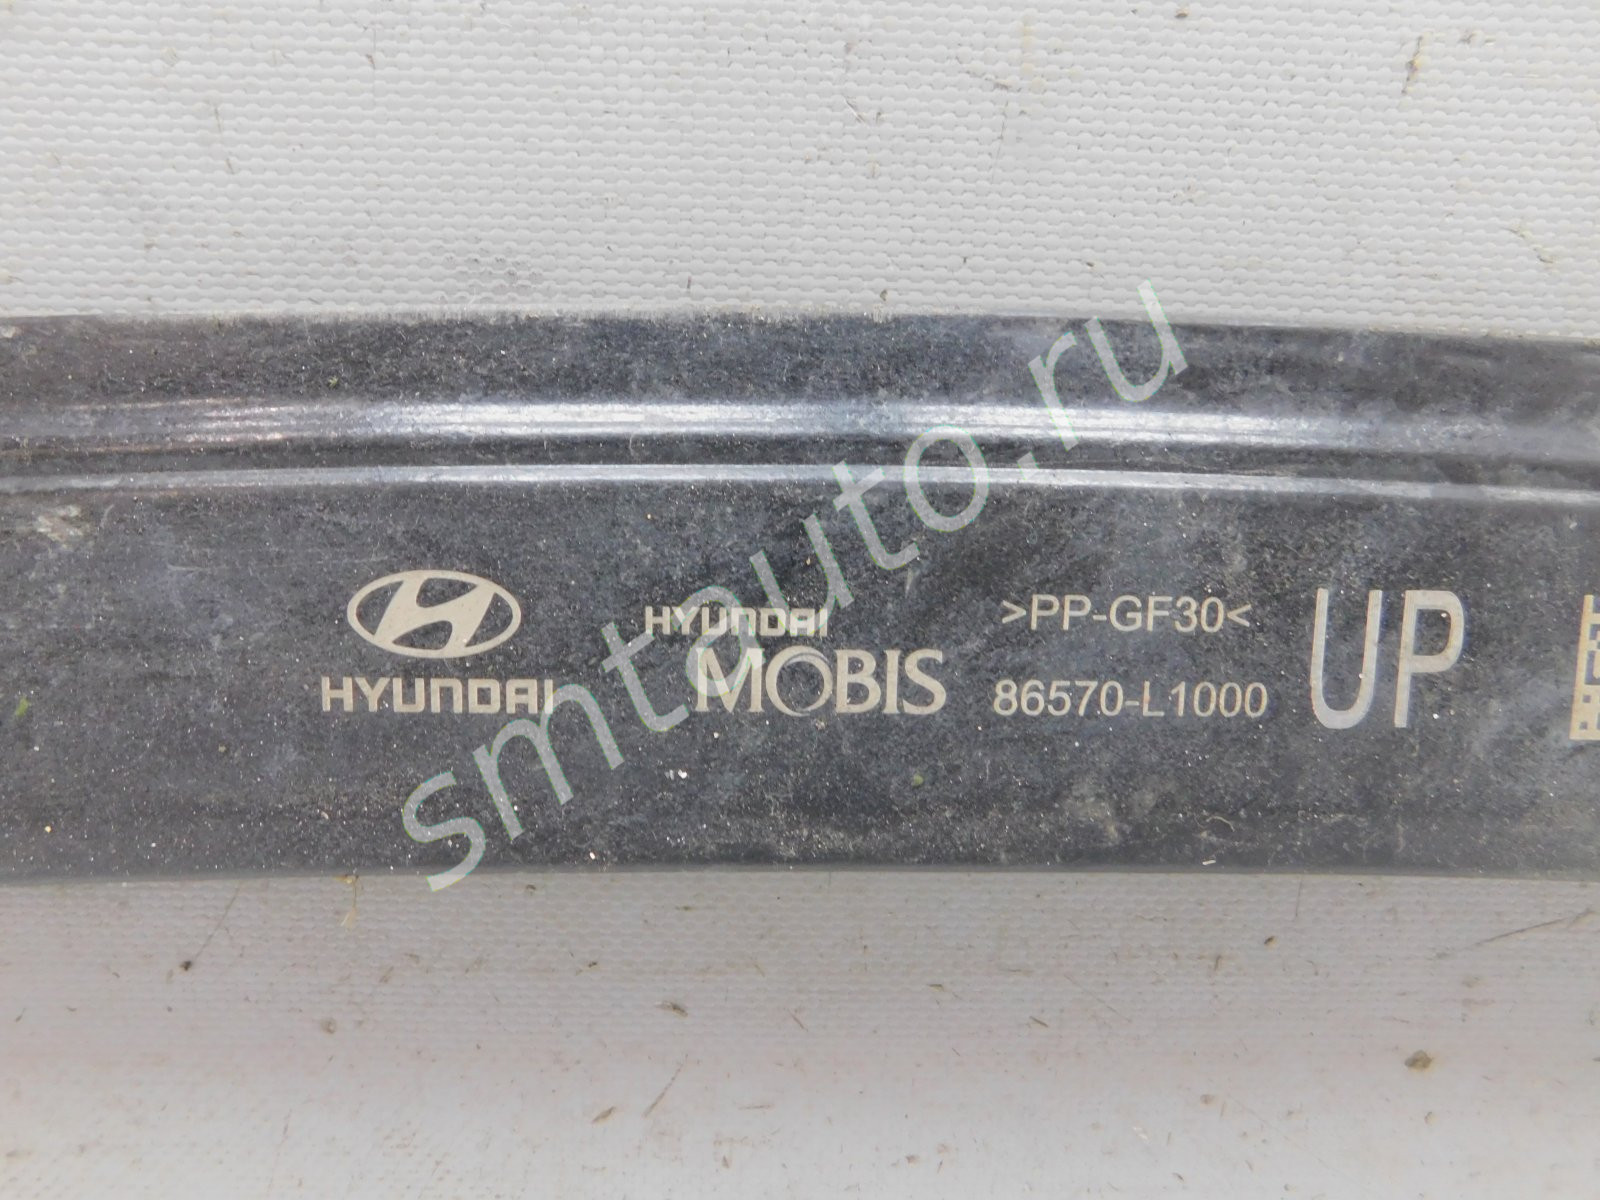 HYUNDAI
HYUNDAI
MOBIS
>PP-GF30<
86570-L1000
UP
smtauto.ru